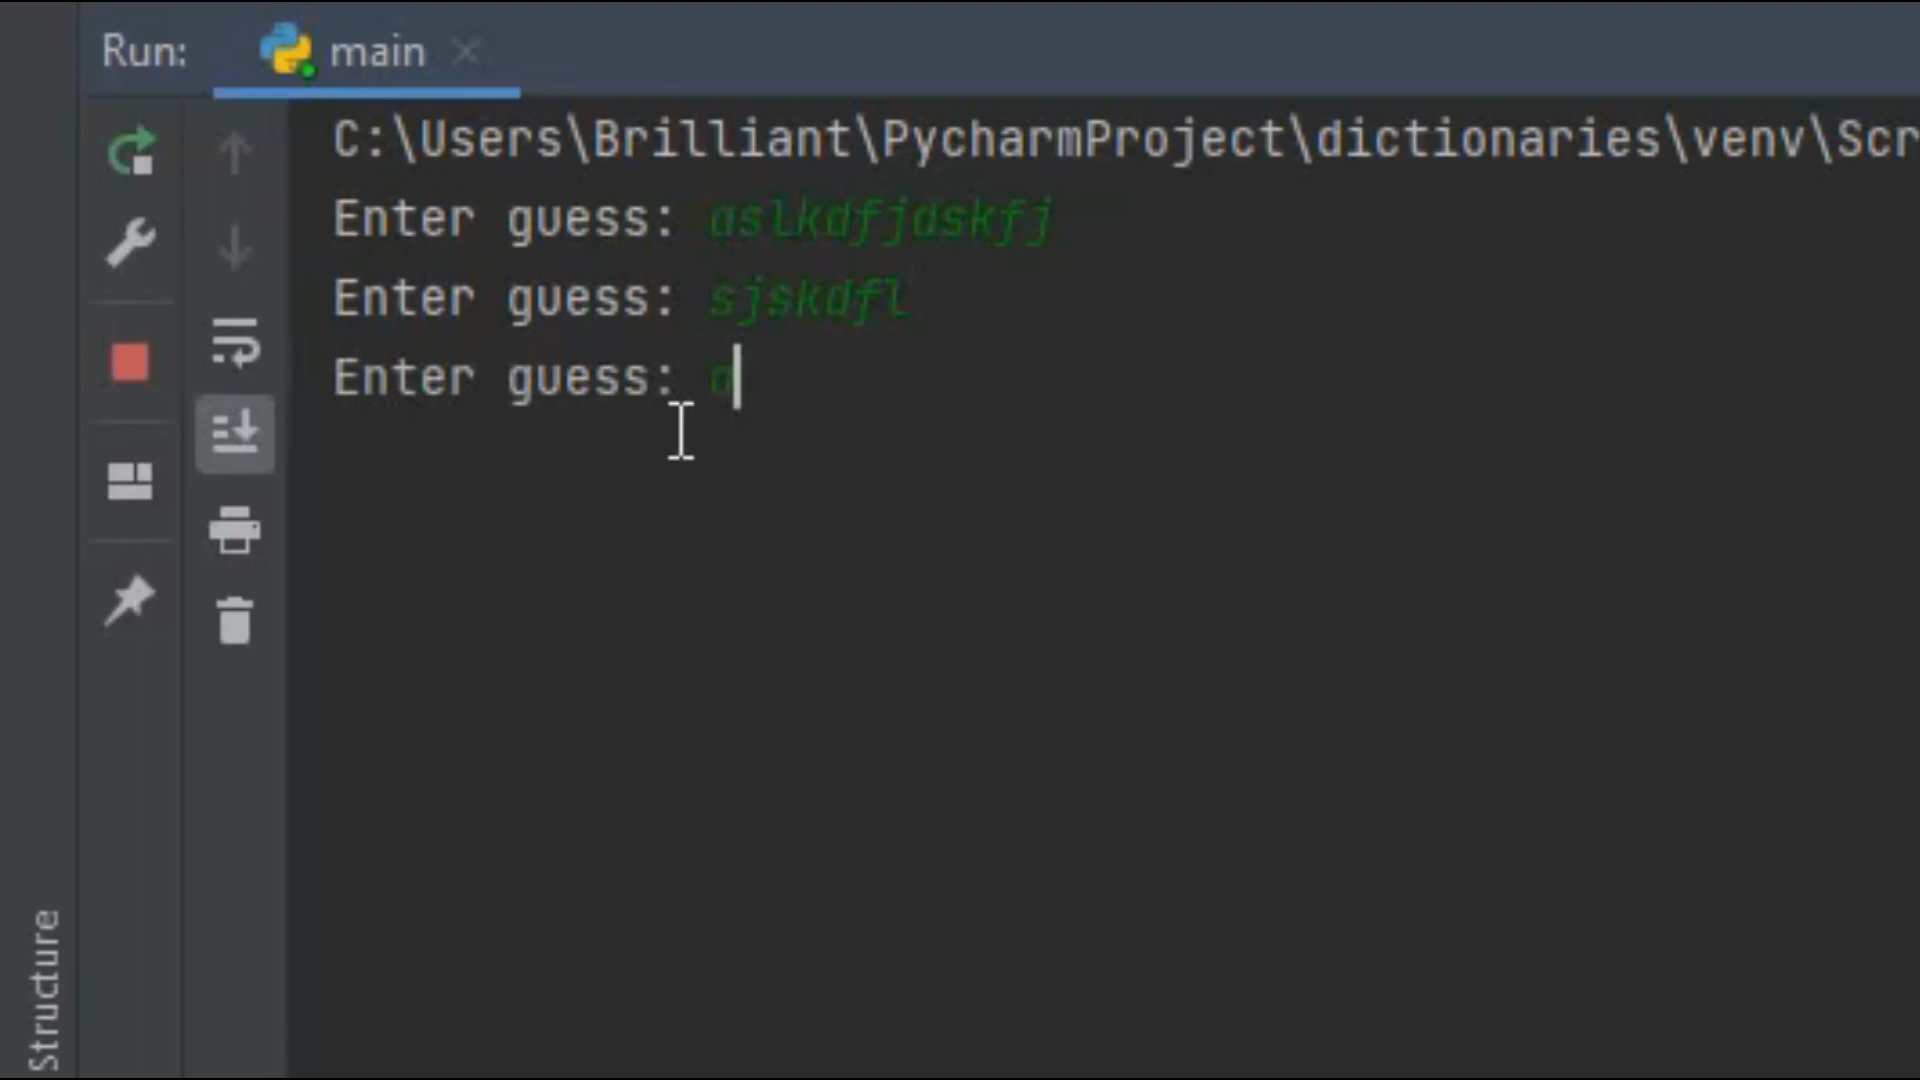 Run: main
C:\Users\Brilliant\PycharmProject\dictionaries\venv\Scr
Enter guess: aslkdfjdskfj
Enter guess: sjskdfl
Enter guess:
Structure